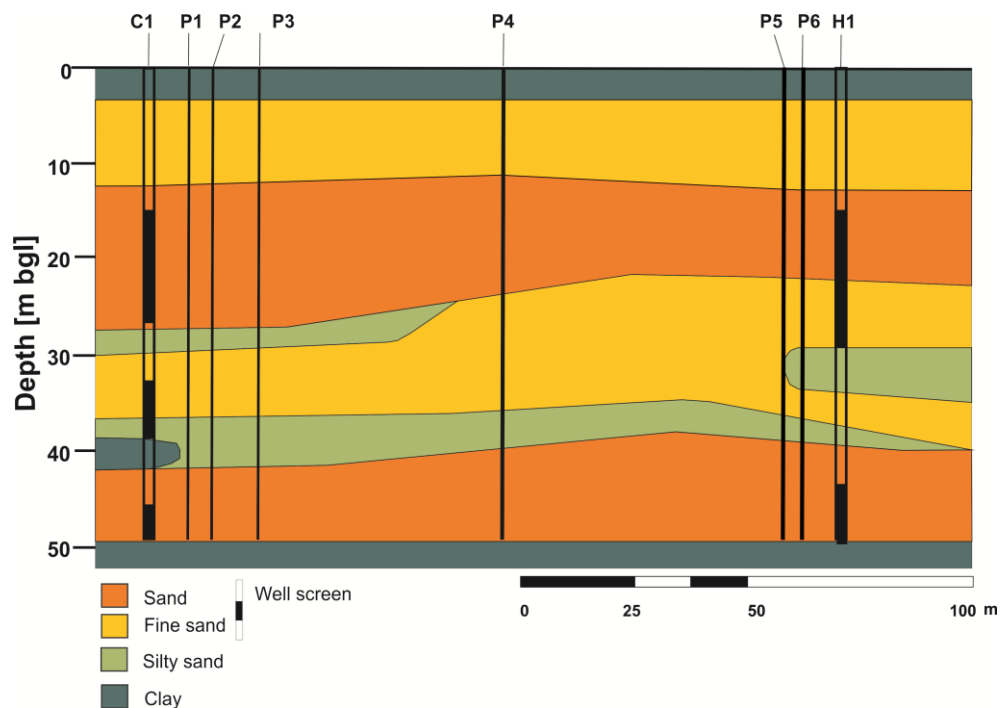 C1 P1 P2 P3 P4 P5 P6 H1
0
10
20
30
40
50
Depth [m bgl]
Sand
Fine sand
Silty sand
Clay
Well screen
0 25 50 100 m